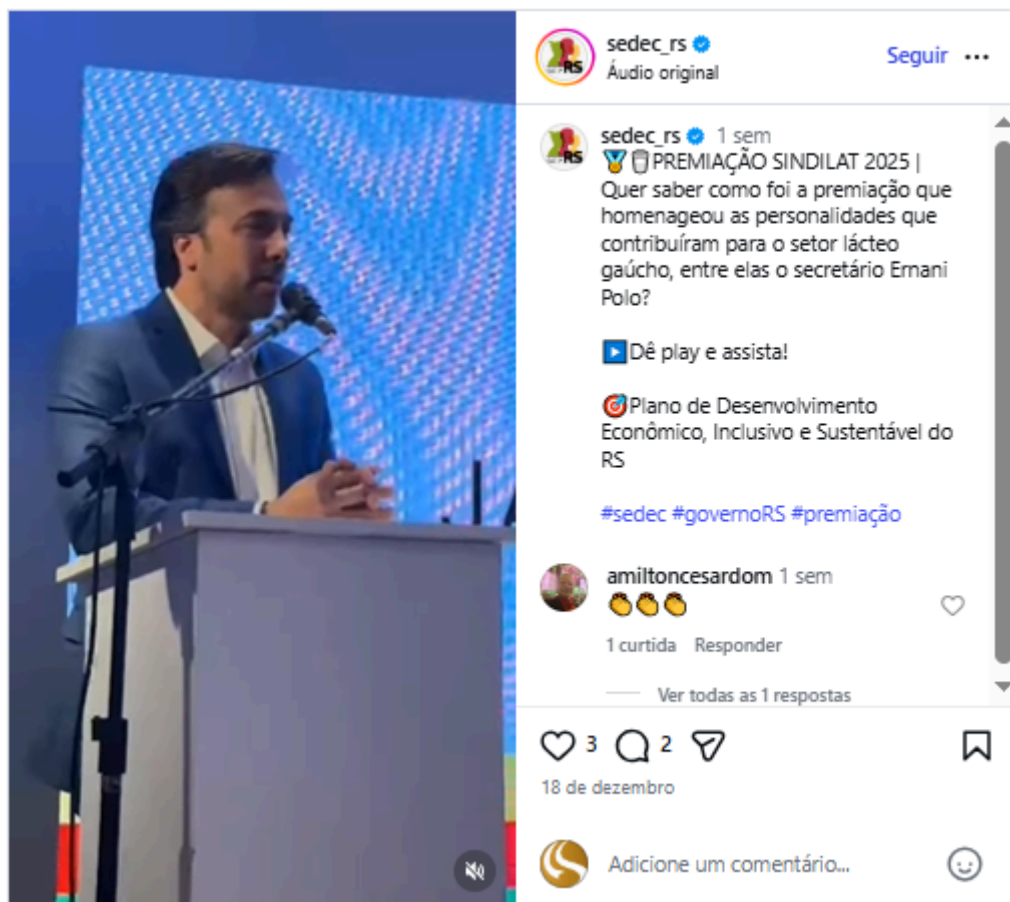 sedec_rs
Áudio original
Seguir
sedec_rs 1 sem
🏅🥛PREMIAÇÃO SINDILAT 2025 |
Quer saber como foi a premiação que
homenageou as personalidades que
contribuíram para o setor lácteo
gaúcho, entre elas o secretário Ernani
Polo?
▶️Dê play e assista!
🎯Plano de Desenvolvimento
Econômico, Inclusivo e Sustentável do
RS
#sedec #governoRS #premiação
amiltoncesardom 1 sem
👏👏👏
1 curtida Responder
Ver todas as 1 respostas
3 2
18 de dezembro
Adicione um comentário...